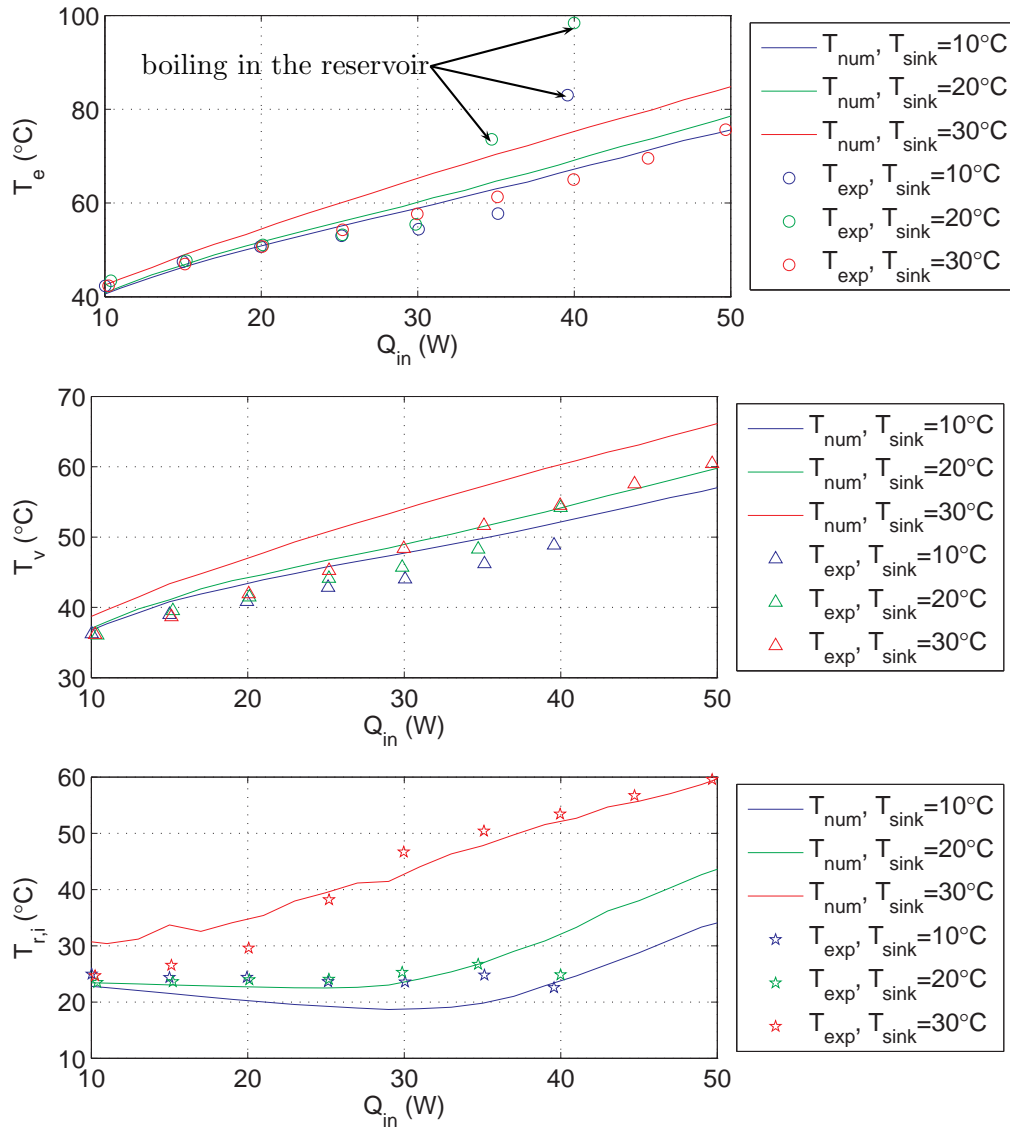 100
80
60
40
T_e (°C)
boiling in the reservoir
10 20 30 40 50
Q_in (W)
T_num, T_sink=10°C
T_num, T_sink=20°C
T_num, T_sink=30°C
T_exp, T_sink=10°C
T_exp, T_sink=20°C
T_exp, T_sink=30°C
70
60
50
40
30
T_v (°C)
10 20 30 40 50
Q_in (W)
T_num, T_sink=10°C
T_num, T_sink=20°C
T_num, T_sink=30°C
T_exp, T_sink=10°C
T_exp, T_sink=20°C
T_exp, T_sink=30°C
60
50
40
30
20
10
T_r,i (°C)
10 20 30 40 50
Q_in (W)
T_num, T_sink=10°C
T_num, T_sink=20°C
T_num, T_sink=30°C
T_exp, T_sink=10°C
T_exp, T_sink=20°C
T_exp, T_sink=30°C